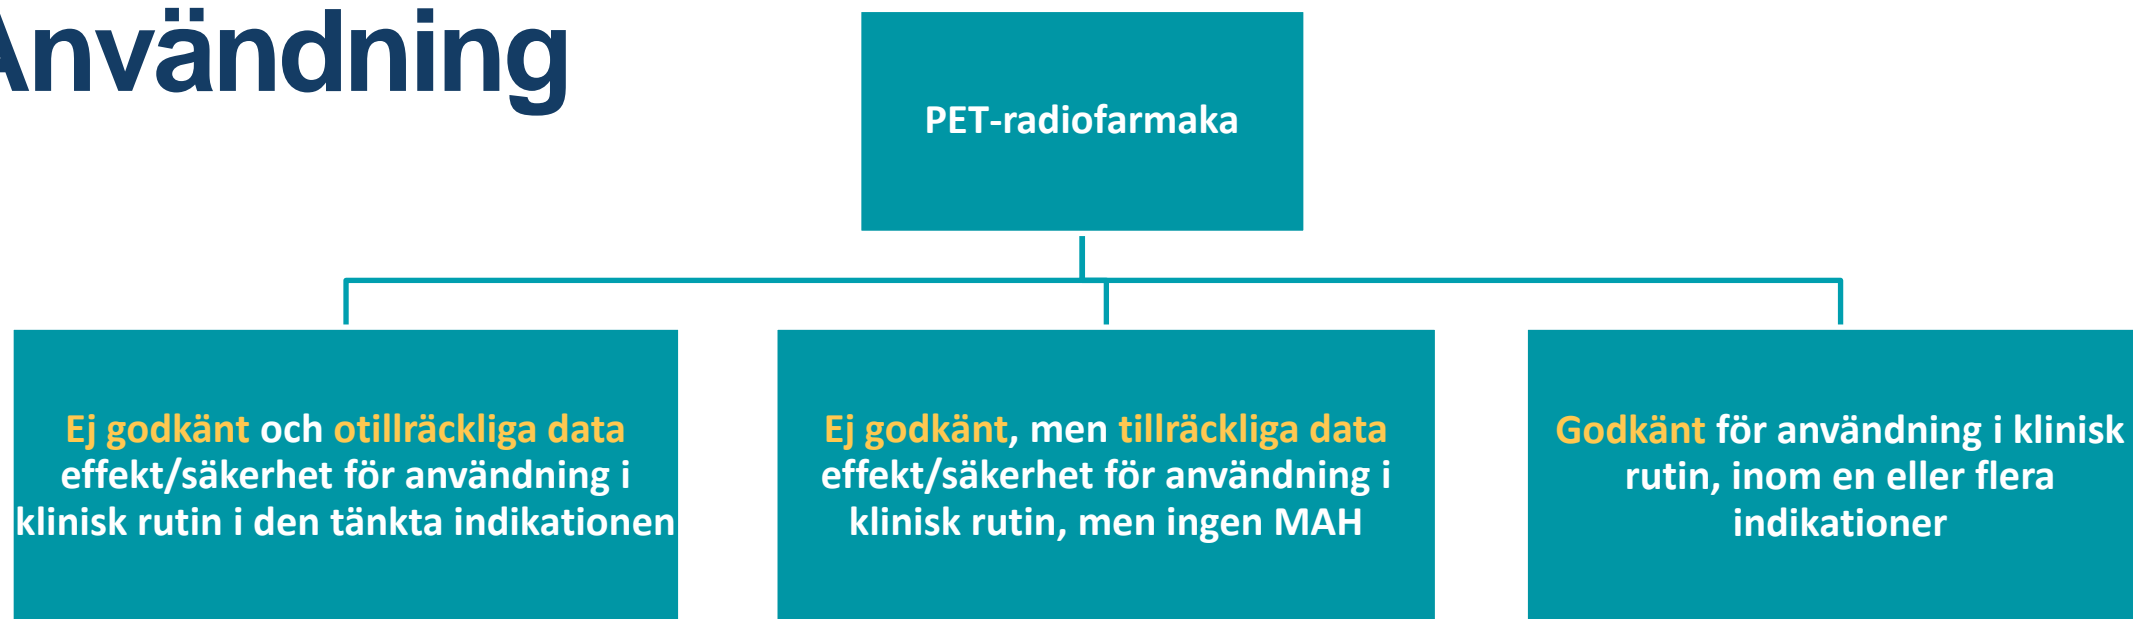 Användning
PET-radiofarmaka
Ej godkänt och otillräckliga data
effekt/säkerhet för användning i
klinisk rutin i den tänkta indikationen
Ej godkänt, men tillräckliga data
effekt/säkerhet för användning i
klinisk rutin, men ingen MAH
Godkänt för användning i klinisk
rutin, inom en eller flera
indikationer